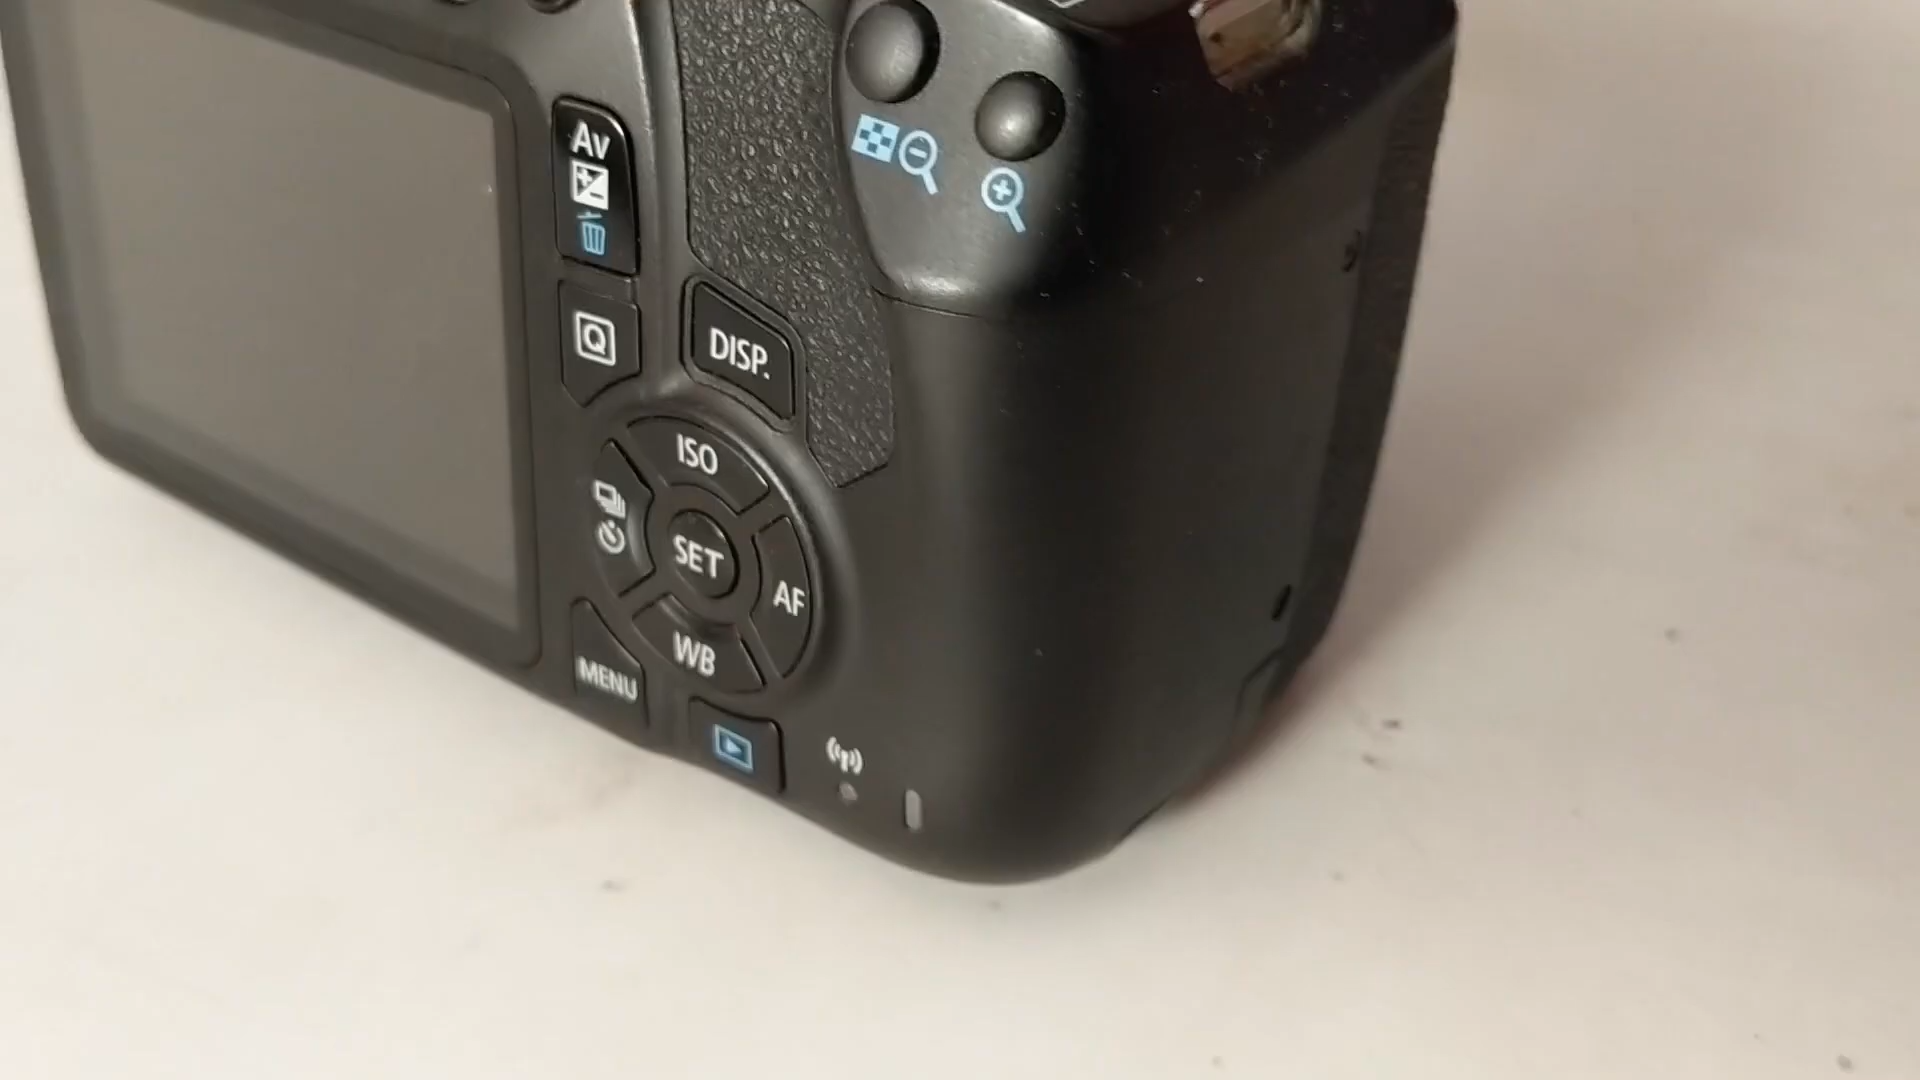 Av
Q
DISP.
ISO
SET
AF
WB
MENU